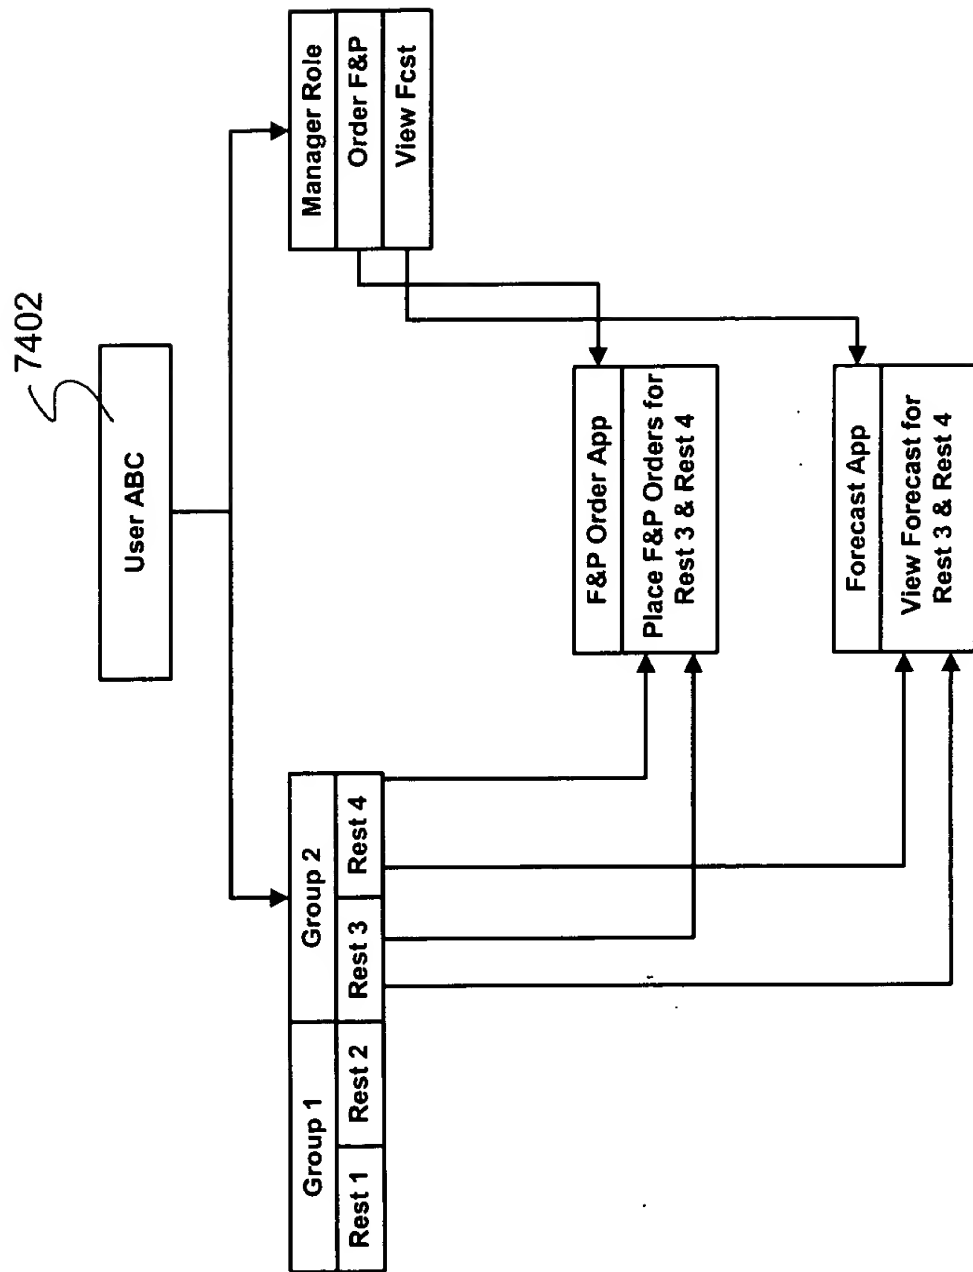 7402
User ABC
Group 1
Group 2
Manager Role
Rest 1
Rest 2
Rest 3
Rest 4
Order F&P
View Fcst
F&P Order App
Place F&P Orders for
Rest 3 & Rest 4
Forecast App
View Forecast for
Rest 3 & Rest 4